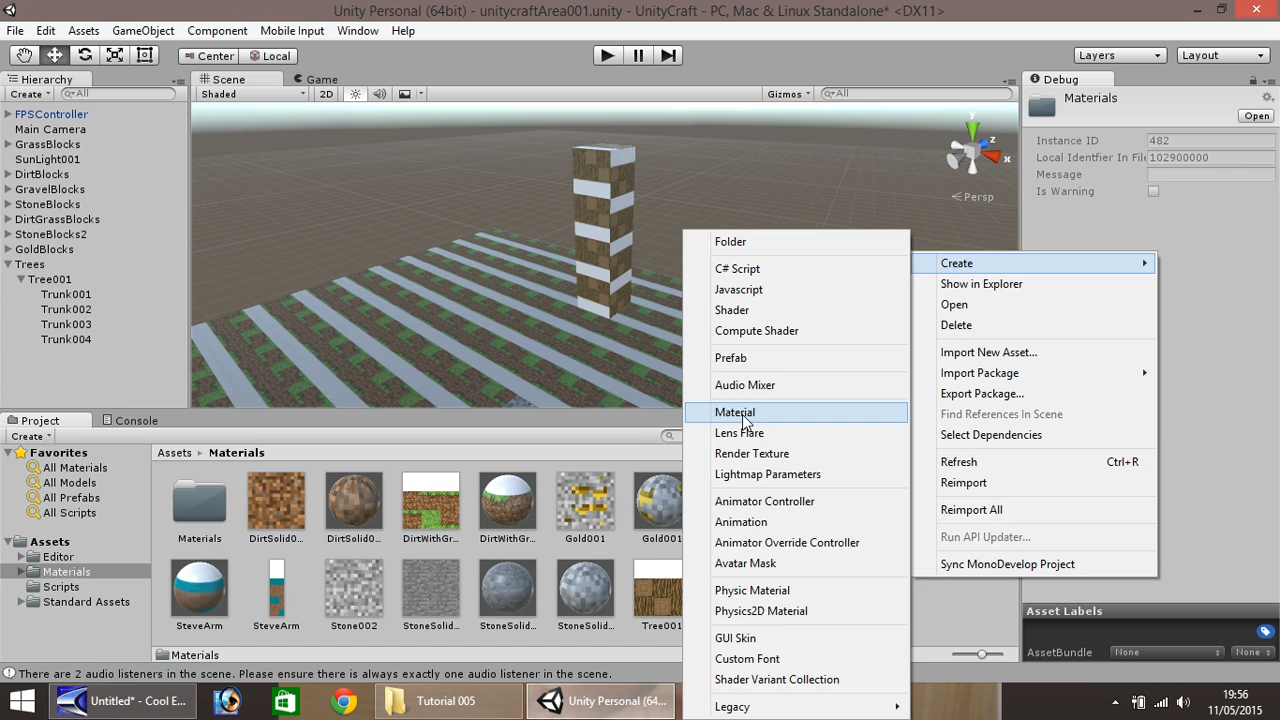 Unity Personal (64bit) - unitycraftArea001.unity - UnityCraft - PC, Mac & Linux Standalone* <DX11>
File Edit Assets GameObject Component Mobile Input Window Help
Center Local Layers Layout
Hierarchy Scene Game Debug
Create All Shaded 2D Gizmos All Materials
Open
FPSController
Main Camera
GrassBlocks
SunLight001
DirtBlocks
GravelBlocks
StoneBlocks
DirtGrassBlocks
StoneBlocks2
GoldBlocks
Trees
Tree001
Trunk001
Trunk002
Trunk003
Trunk004
y
z
x
Persp
Instance ID 482
Local Identfier In File 102900000
Message
Is Warning
Folder
C# Script
Javascript
Shader
Compute Shader
Prefab
Audio Mixer
Material
Lens Flare
Render Texture
Lightmap Parameters
Animator Controller
Animation
Animator Override Controller
Avatar Mask
Physic Material
Physics2D Material
GUI Skin
Custom Font
Shader Variant Collection
Legacy
Create
Show in Explorer
Open
Delete
Import New Asset...
Import Package
Export Package...
Find References In Scene
Select Dependencies
Refresh Ctrl+R
Reimport
Reimport All
Run API Updater...
Sync MonoDevelop Project
Project Console
Create
Favorites
All Materials
All Models
All Prefabs
All Scripts
Assets
Editor
Materials
Scripts
Standard Assets
Assets Materials
Materials DirtSolid0... DirtSolid0... DirtWithGr... DirtWithGr... Gold001 Gold001
SteveArm SteveArm Stone002 StoneSolid... StoneSolid... StoneSolid... Tree001
Materials
Asset Labels
AssetBundle None None
There are 2 audio listeners in the scene. Please ensure there is always exactly one audio listener in the scene.
Untitled* - Cool E... Tutorial 005 Unity Personal (64...
19:56
11/05/2015